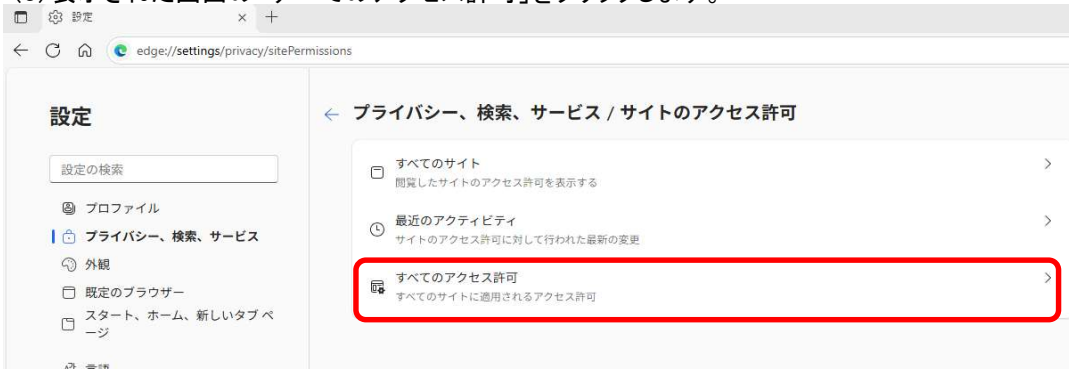 設定
edge://settings/privacy/sitePermissions
設定
プライバシー、検索、サービス / サイトのアクセス許可
設定の検索
すべてのサイト
閲覧したサイトのアクセス許可を表示する
プロファイル
最近のアクティビティ
サイトのアクセス許可に対して行われた最新の変更
プライバシー、検索、サービス
外観
すべてのアクセス許可
すべてのサイトに適用されるアクセス許可
既定のブラウザー
スタート、ホーム、新しいタブ ペ
ージ